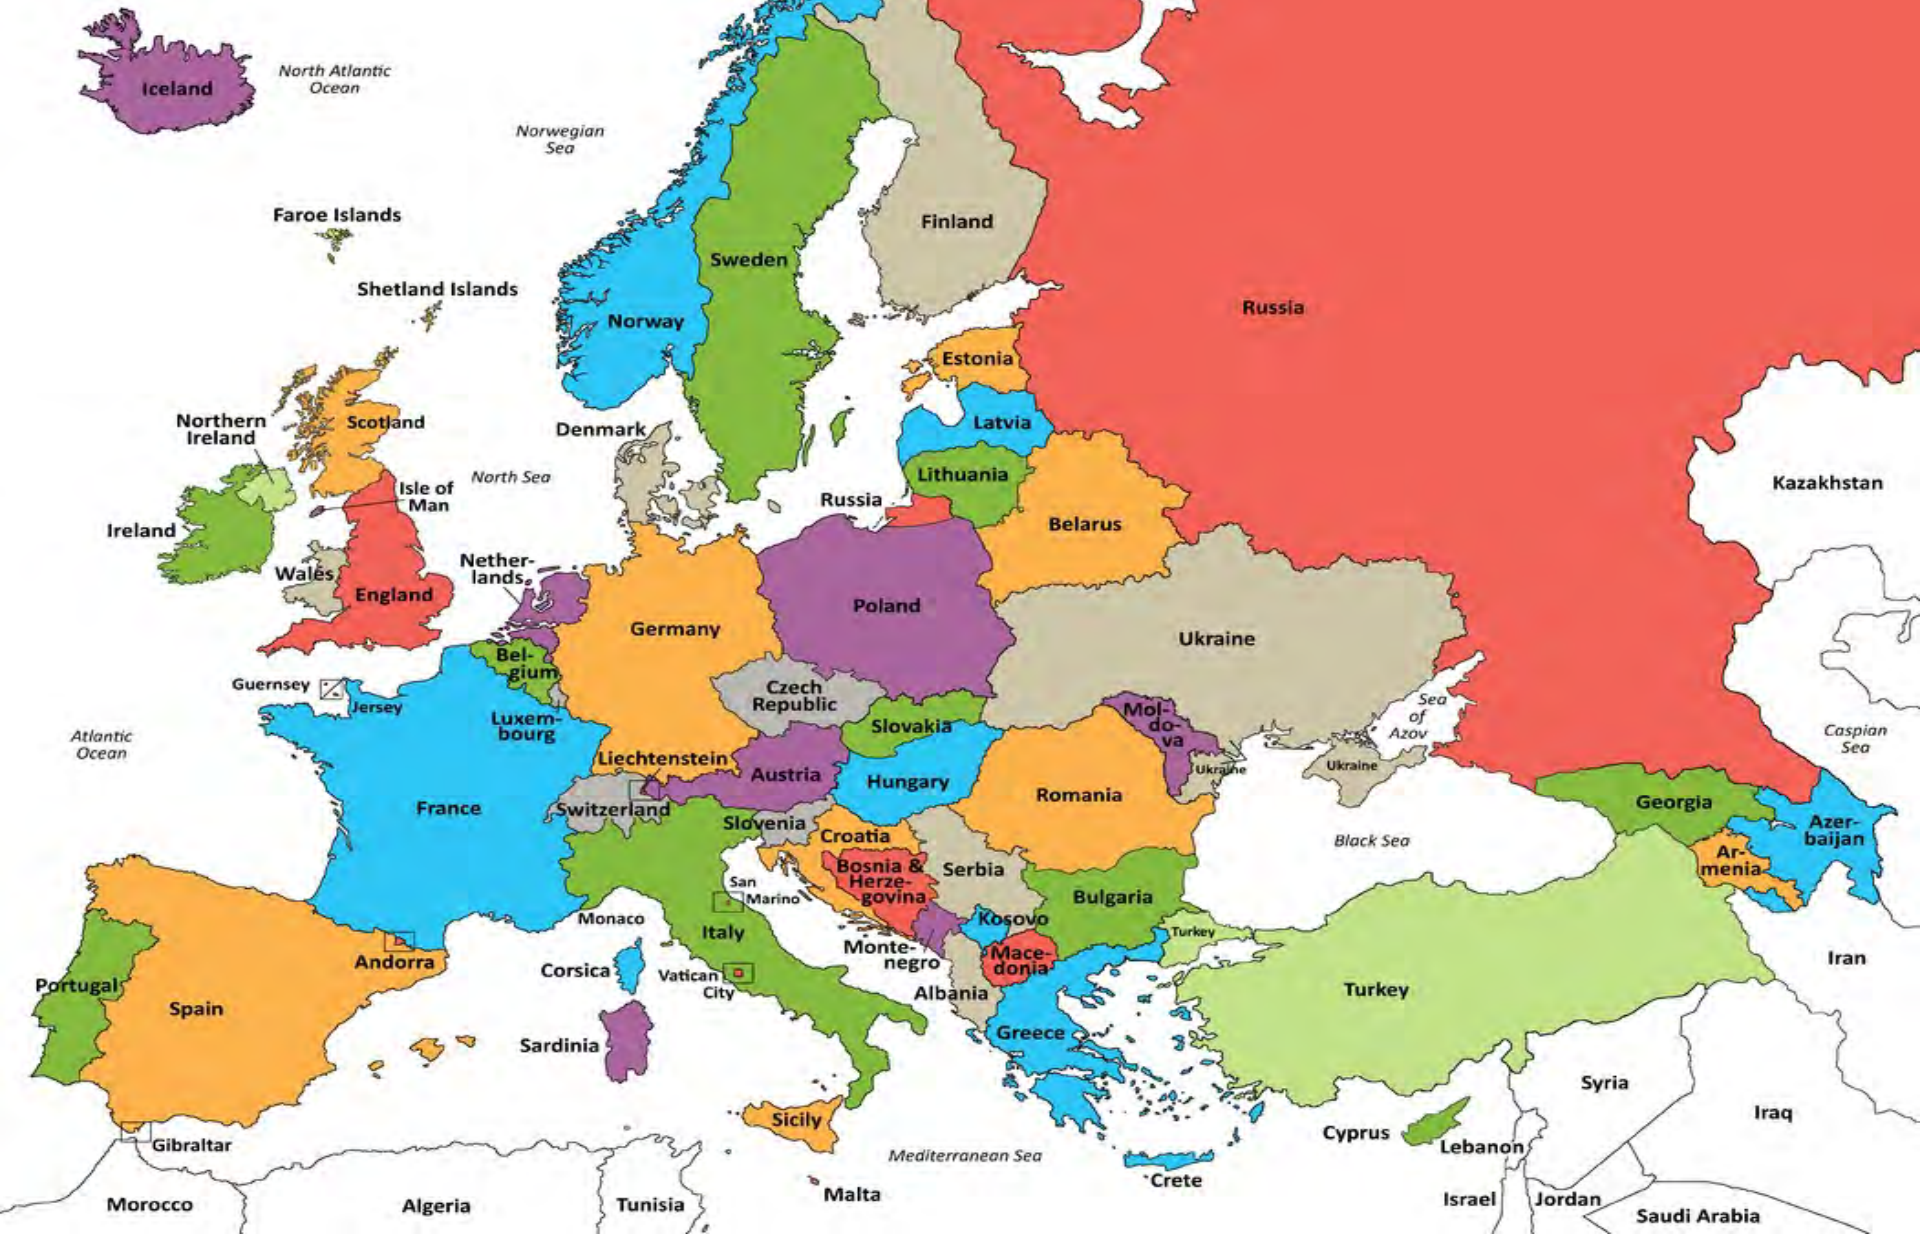 Iceland
North Atlantic
Ocean
Norwegian
Sea
Faroe Islands
Finland
Sweden
Shetland Islands
Russia
Norway
Estonia
Northern
Ireland
Scotland
Denmark
Latvia
North Sea
Lithuania
Isle of
Man
Russia
Kazakhstan
Ireland
Belarus
Nether-
lands
Wales
England
Poland
Germany
Ukraine
Bel-
gium
Guernsey
Jersey
Czech
Republic
Luxem-
bourg
Slovakia
Mol-
do-
va
Sea
of
Azov
Atlantic
Ocean
Caspian
Sea
Liechtenstein
Austria
Hungary
Ukraine
Ukraine
France
Switzerland
Romania
Georgia
Slovenia
Croatia
Azer-
baijan
Black Sea
Bosnia &
Herze-
govina
Serbia
Ar-
menia
San
Marino
Bulgaria
Monaco
Kosovo
Italy
Turkey
Monte-
negro
Mace-
donia
Andorra
Corsica
Vatican
City
Iran
Portugal
Albania
Turkey
Spain
Greece
Sardinia
Syria
Sicily
Iraq
Cyprus
Gibraltar
Lebanon
Mediterranean Sea
Crete
Malta
Morocco
Algeria
Tunisia
Israel
Jordan
Saudi Arabia